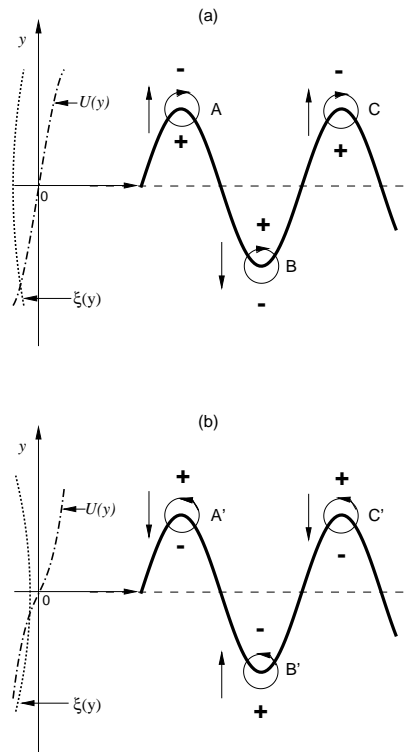 (a)
y
-
-
U(y)
A
C
+
+
0
+
B
ξ(y)
-
(b)
y
+
+
U(y)
A'
C'
-
-
0
-
B'
ξ(y)
+